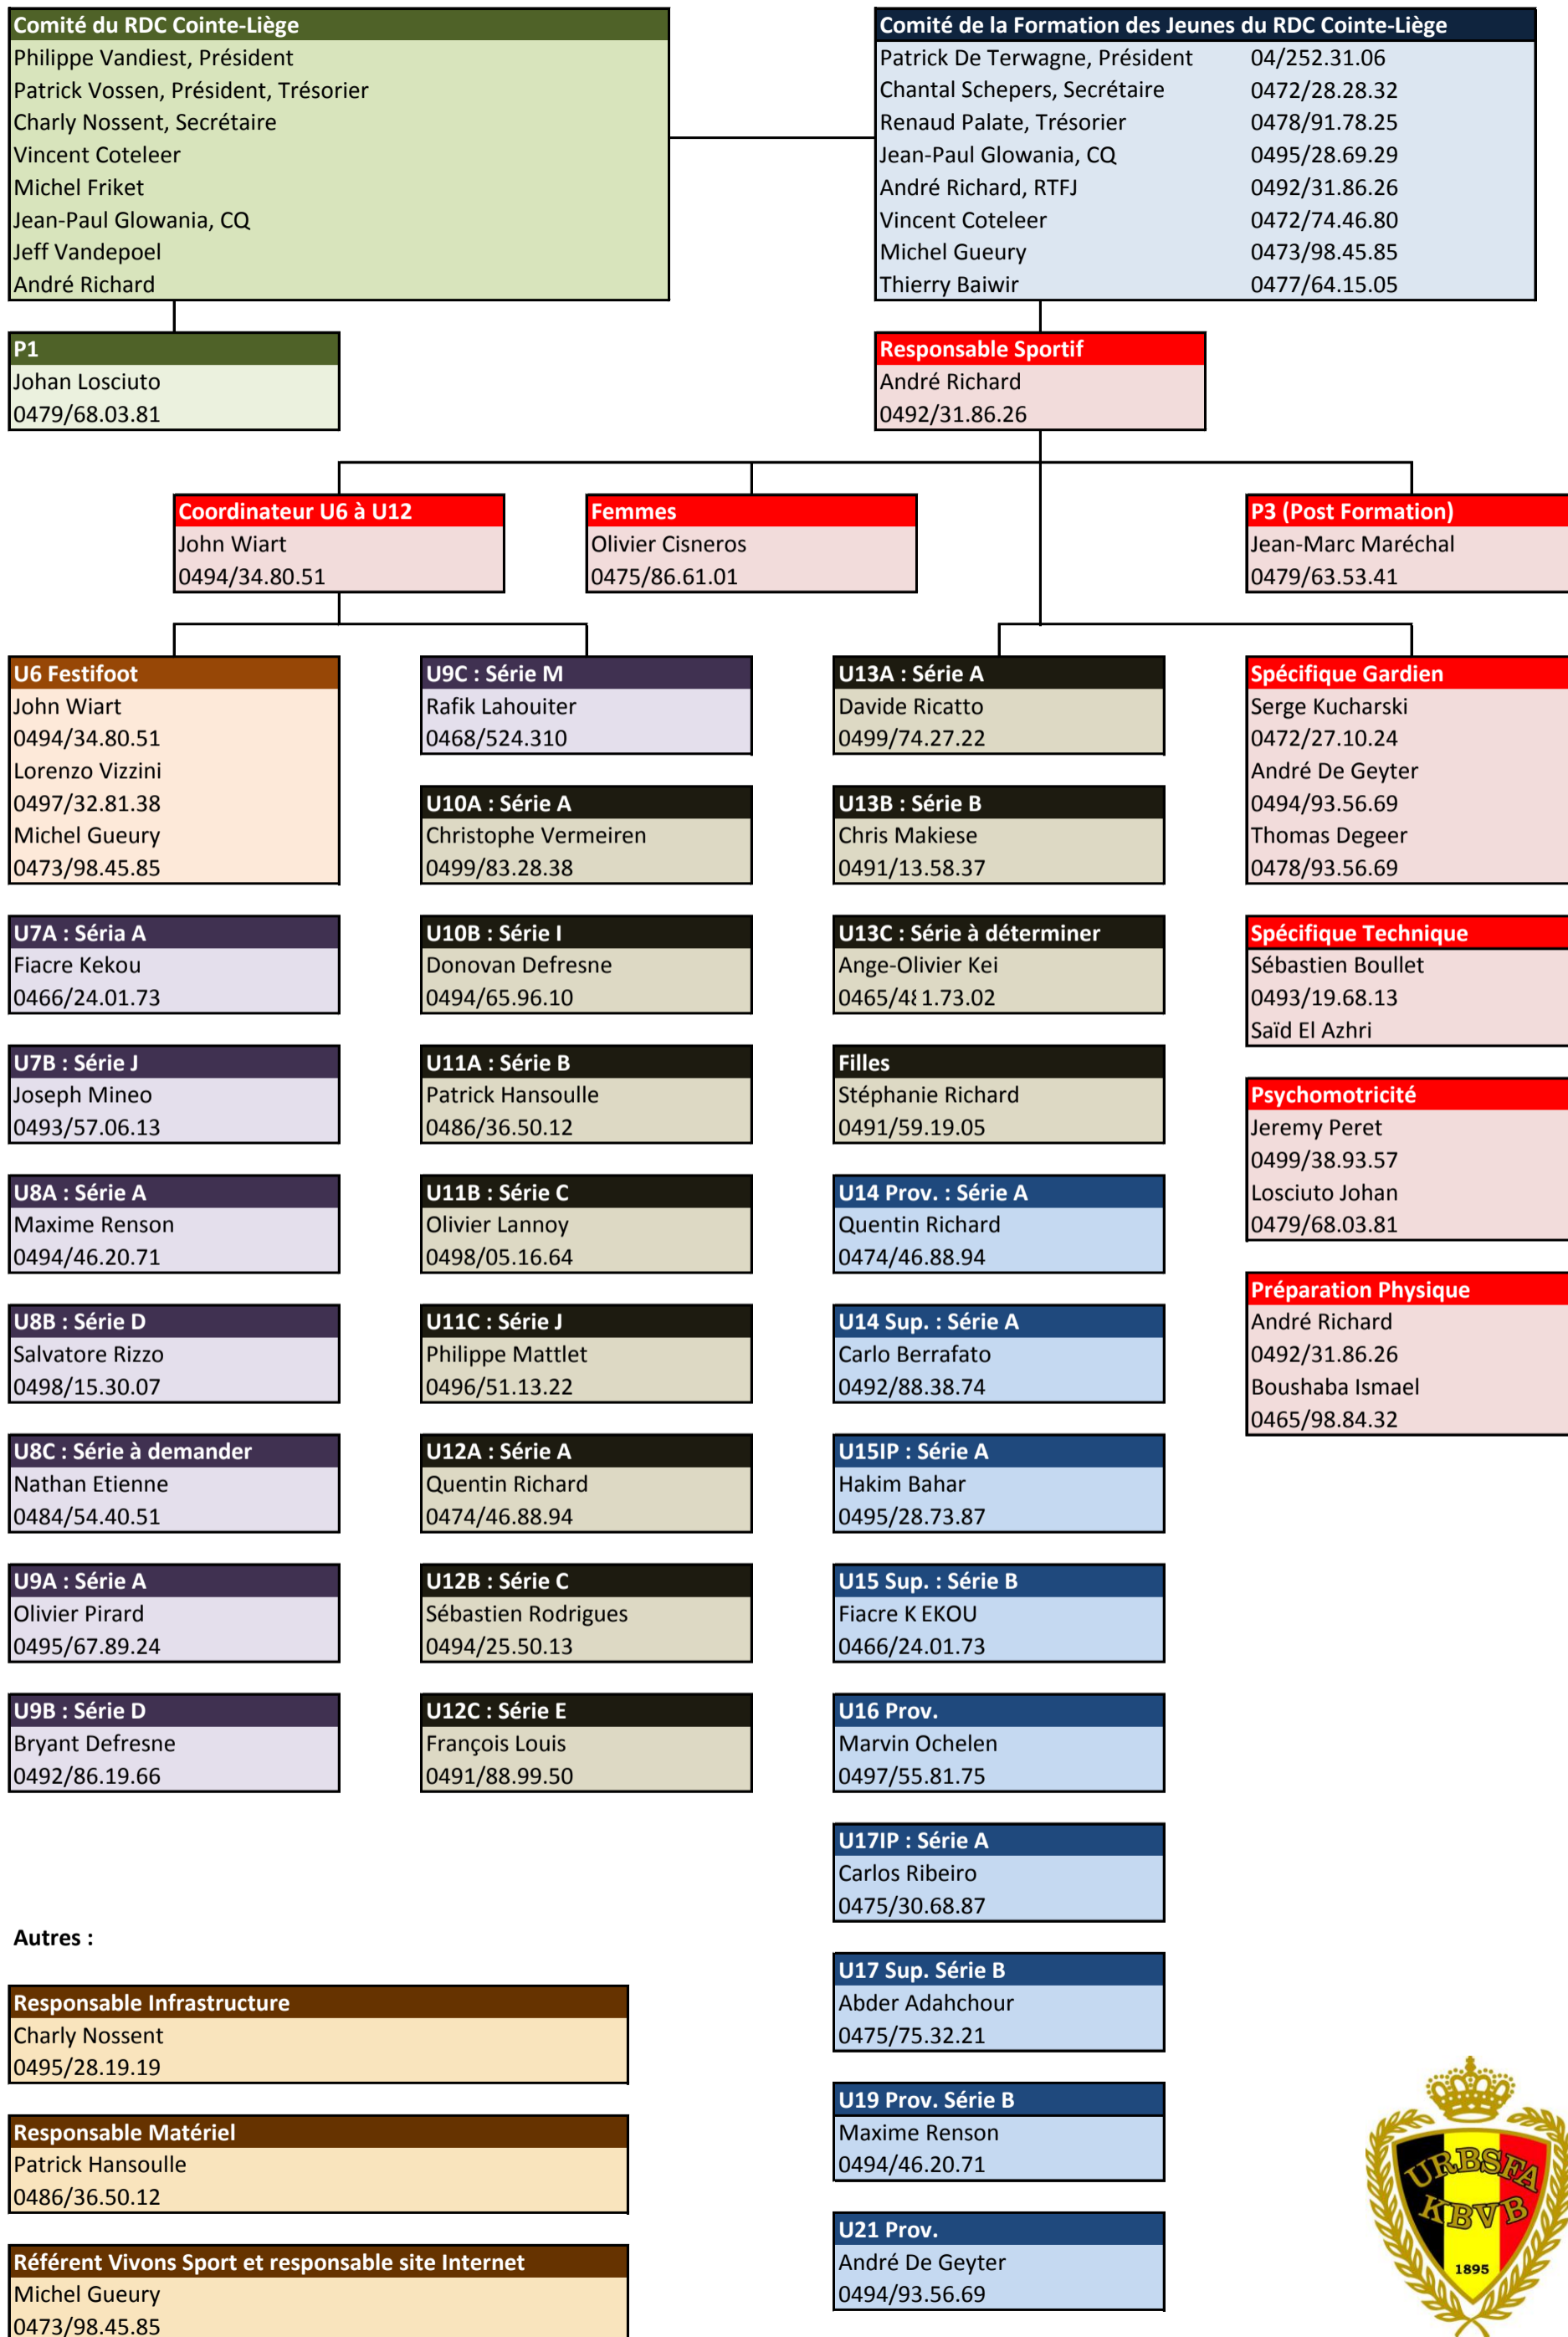 Comité du RDC Cointe-Liège
Philippe Vandiest, Président
Patrick Vossen, Président, Trésorier
Charly Nossent, Secrétaire
Vincent Coteleer
Michel Friket
Jean-Paul Glowania, CQ
Jeff Vandepoel
André Richard
Comité de la Formation des Jeunes du RDC Cointe-Liège
Patrick De Terwagne, Président 04/252.31.06
Chantal Schepers, Secrétaire 0472/28.28.32
Renaud Palate, Trésorier 0478/91.78.25
Jean-Paul Glowania, CQ 0495/28.69.29
André Richard, RTFJ 0492/31.86.26
Vincent Coteleer 0472/74.46.80
Michel Gueury 0473/98.45.85
Thierry Baiwir 0477/64.15.05
P1
Johan Losciuto
0479/68.03.81
Responsable Sportif
André Richard
0492/31.86.26
Coordinateur U6 à U12
John Wiart
0494/34.80.51
Femmes
Olivier Cisneros
0475/86.61.01
P3 (Post Formation)
Jean-Marc Maréchal
0479/63.53.41
U6 Festifoot
John Wiart
0494/34.80.51
Lorenzo Vizzini
0497/32.81.38
Michel Gueury
0473/98.45.85
U7A : Séria A
Fiacre Kekou
0466/24.01.73
U7B : Série J
Joseph Mineo
0493/57.06.13
U8A : Série A
Maxime Renson
0494/46.20.71
U8B : Série D
Salvatore Rizzo
0498/15.30.07
U8C : Série à demander
Nathan Etienne
0484/54.40.51
U9A : Série A
Olivier Pirard
0495/67.89.24
U9B : Série D
Bryant Defresne
0492/86.19.66
U9C : Série M
Rafik Lahouiter
0468/524.310
U10A : Série A
Christophe Vermeiren
0499/83.28.38
U10B : Série I
Donovan Defresne
0494/65.96.10
U11A : Série B
Patrick Hansoulle
0486/36.50.12
U11B : Série C
Olivier Lannoy
0498/05.16.64
U11C : Série J
Philippe Mattlet
0496/51.13.22
U12A : Série A
Quentin Richard
0474/46.88.94
U12B : Série C
Sébastien Rodrigues
0494/25.50.13
U12C : Série E
François Louis
0491/88.99.50
U13A : Série A
Davide Ricatto
0499/74.27.22
U13B : Série B
Chris Makiese
0491/13.58.37
U13C : Série à déterminer
Ange-Olivier Kei
Filles
Stéphanie Richard
0491/59.19.05
U14 Prov. : Série A
Quentin Richard
0474/46.88.94
U14 Sup. : Série A
Carlo Berrafato
0492/88.38.74
U15IP : Série A
Hakim Bahar
0495/28.73.87
U15 Sup. : Série B
Fiacre K EKOU
0466/24.01.73
U16 Prov.
Marvin Ochelen
0497/55.81.75
U17IP : Série A
Carlos Ribeiro
0475/30.68.87
U17 Sup. Série B
Abder Adahchour
0475/75.32.21
U19 Prov. Série B
Maxime Renson
0494/46.20.71
U21 Prov.
André De Geyter
0494/93.56.69
Spécifique Gardien
Serge Kucharski
0472/27.10.24
André De Geyter
0494/93.56.69
Thomas Degeer
0478/93.56.69
Spécifique Technique
Sébastien Boullet
0493/19.68.13
Saïd El Azhri
Psychomotricité
Jeremy Peret
0499/38.93.57
Losciuto Johan
0479/68.03.81
Préparation Physique
André Richard
0492/31.86.26
Boushaba Ismael
0465/98.84.32
Autres :
Responsable Infrastructure
Charly Nossent
0495/28.19.19
Responsable Matériel
Patrick Hansoulle
0486/36.50.12
Référent Vivons Sport et responsable site Internet
Michel Gueury
0473/98.45.85
URBSFA
KBVB
1895